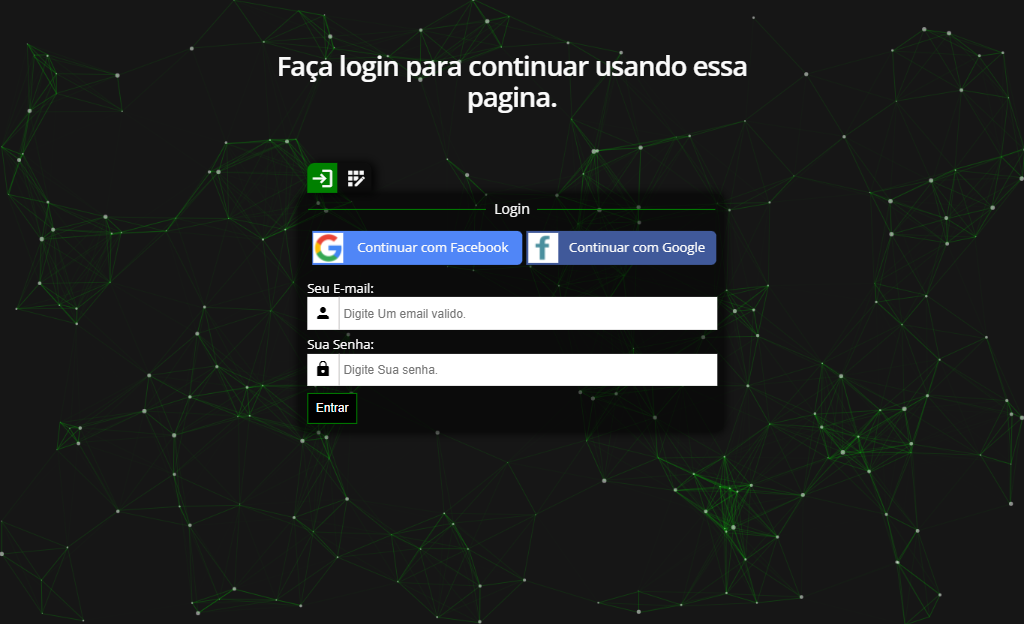 Faça login para continuar usando essa
pagina.
Login
Continuar com Facebook
Continuar com Google
Seu E-mail:
Digite Um email valido.
Sua Senha:
Digite Sua senha.
Entrar